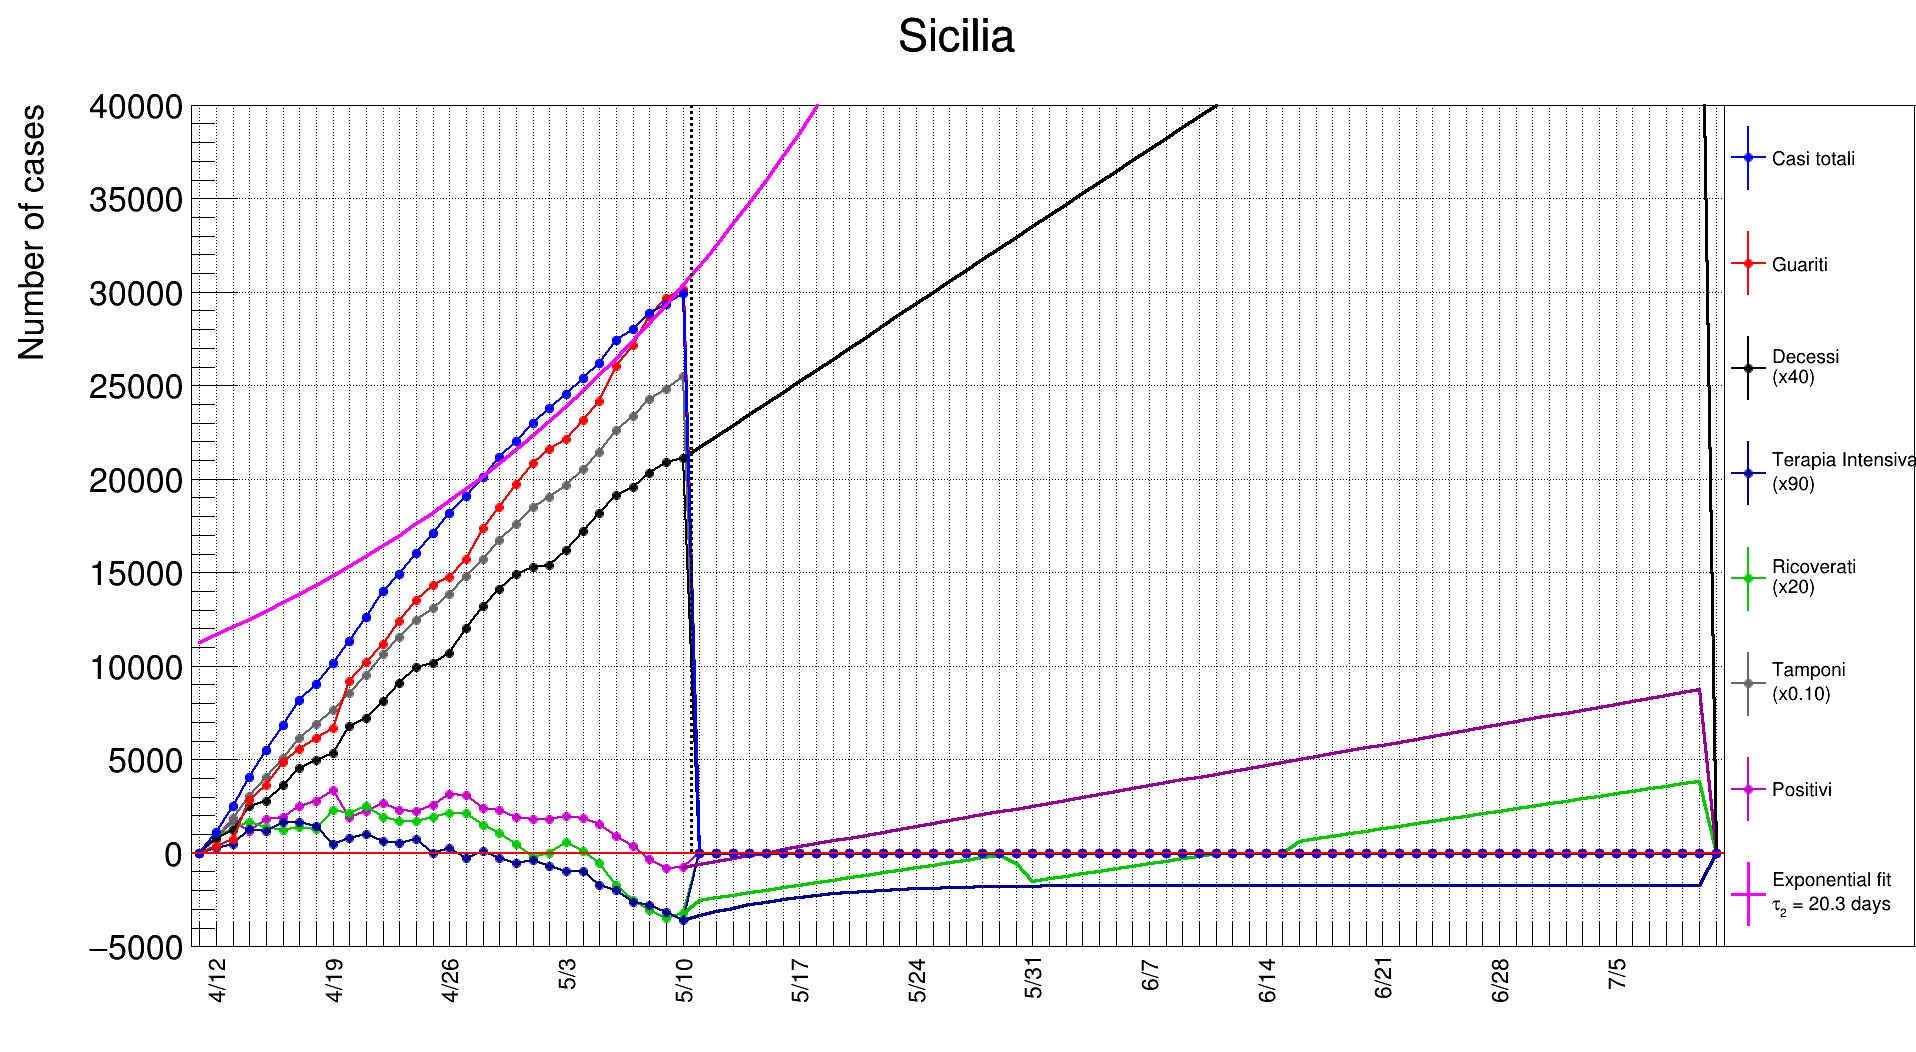 Sicilia
Number of cases
40000
35000
30000
25000
20000
15000
10000
5000
0
−5000
4/12
4/19
4/26
5/3
5/10
5/17
5/24
5/31
6/7
6/14
6/21
6/28
7/5
Casi totali
Guariti
Decessi
(x40)
Terapia Intensiva
(x90)
Ricoverati
(x20)
Tamponi
(x0.10)
Positivi
Exponential fit
τ2 = 20.3 days